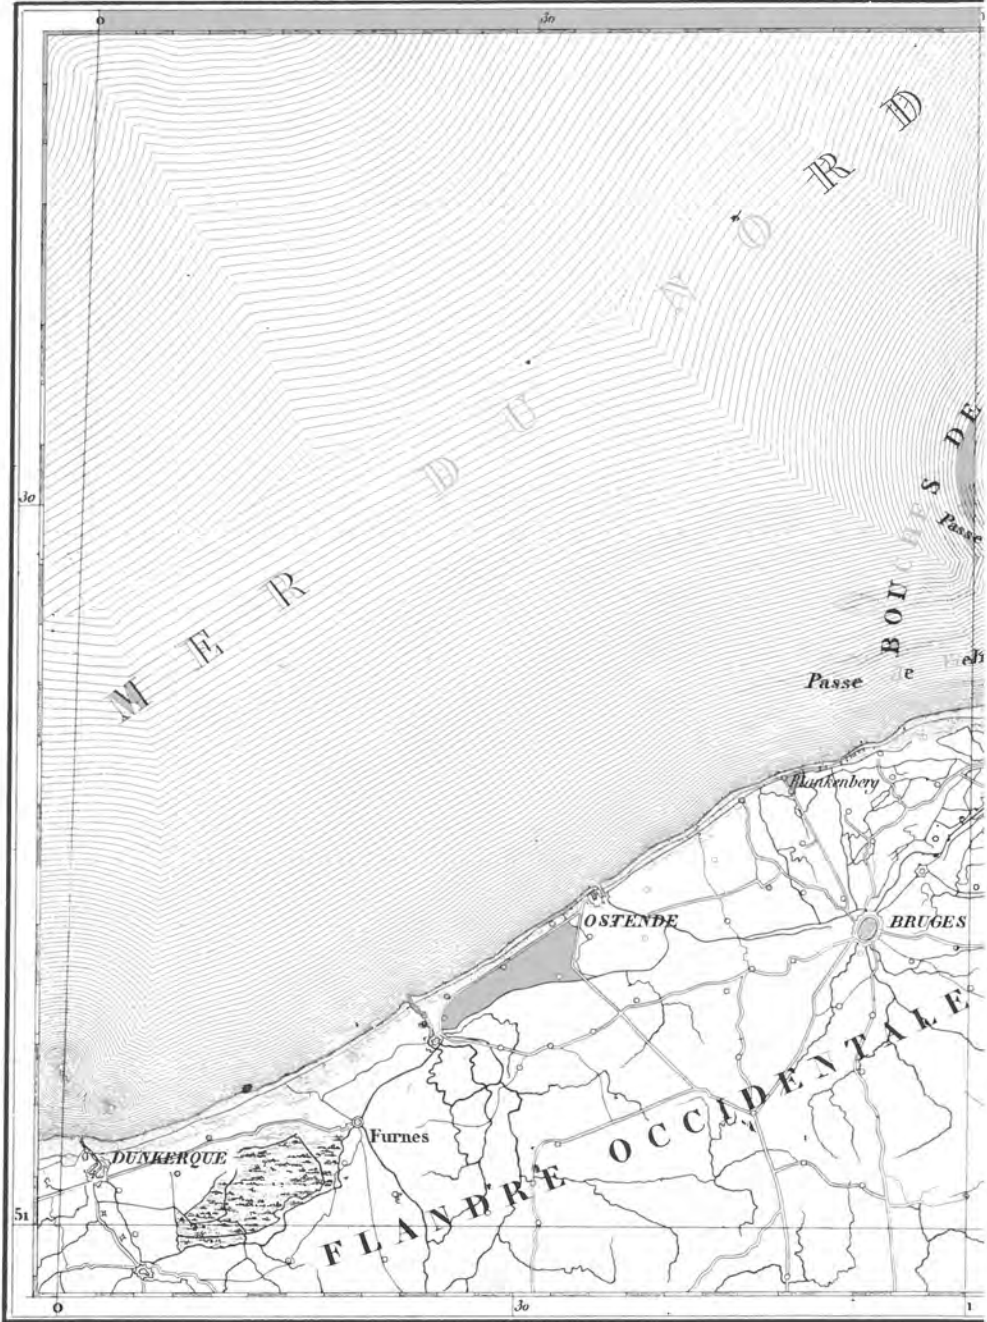 0 30
MER DU NORD
30
BOUCHES DE
Passe
Passe de
Blankenberg
OSTENDE
BRUGES
FLANDRE OCCIDENTALE
Furnes
DUNKERQUE
51
0 30 1